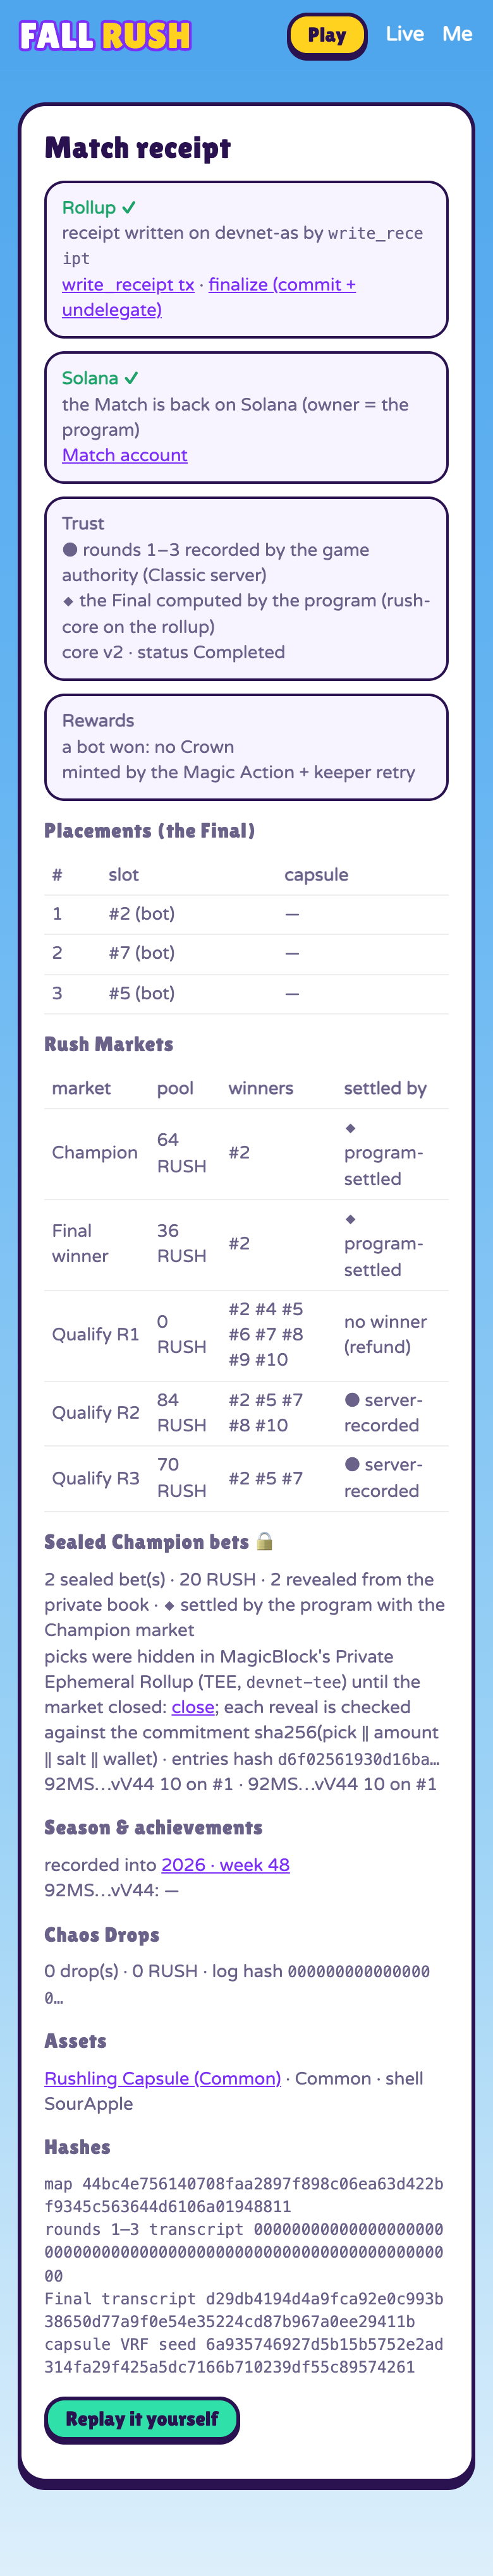 FALL RUSH
Play
Live
Me
Match receipt
Rollup ✓
receipt written on devnet-as by write_rece
ipt
write_receipt tx · finalize (commit +
undelegate)
Solana ✓
the Match is back on Solana (owner = the
program)
Match account
Trust
● rounds 1–3 recorded by the game
authority (Classic server)
◆ the Final computed by the program (rush-
core on the rollup)
core v2 · status Completed
Rewards
a bot won: no Crown
minted by the Magic Action + keeper retry
Placements (the Final)
# slot capsule
1 #2 (bot) —
2 #7 (bot) —
3 #5 (bot) —
Rush Markets
market pool winners settled by
Champion 64 RUSH #2 ◆ program-settled
Final winner 36 RUSH #2 ◆ program-settled
Qualify R1 0 RUSH #2 #4 #5 #6 #7 #8 #9 #10 no winner (refund)
Qualify R2 84 RUSH #2 #5 #7 #8 #10 ● server-recorded
Qualify R3 70 RUSH #2 #5 #7 ● server-recorded
Sealed Champion bets 🔒
2 sealed bet(s) · 20 RUSH · 2 revealed from the
private book · ◆ settled by the program with the
Champion market
picks were hidden in MagicBlock's Private
Ephemeral Rollup (TEE, devnet-tee) until the
market closed: close; each reveal is checked
against the commitment sha256(pick ‖ amount
‖ salt ‖ wallet) · entries hash d6f02561930d16ba…
92MS…vV44 10 on #1 · 92MS…vV44 10 on #1
Season & achievements
recorded into 2026 · week 48
92MS…vV44: —
Chaos Drops
0 drop(s) · 0 RUSH · log hash 000000000000000
0…
Assets
Rushling Capsule (Common) · Common · shell
SourApple
Hashes
map 44bc4e756140708faa2897f898c06ea63d422b
f9345c563644d6106a01948811
rounds 1–3 transcript 00000000000000000000
000000000000000000000000000000000000000000
00
Final transcript d29db4194d4a9fca92e0c993b
38650d77a9f0e54e35224cd87b967a0ee29411b
capsule VRF seed 6a935746927d5b15b5752e2ad
314fa29f425a5dc7166b710239df55c89574261
Replay it yourself